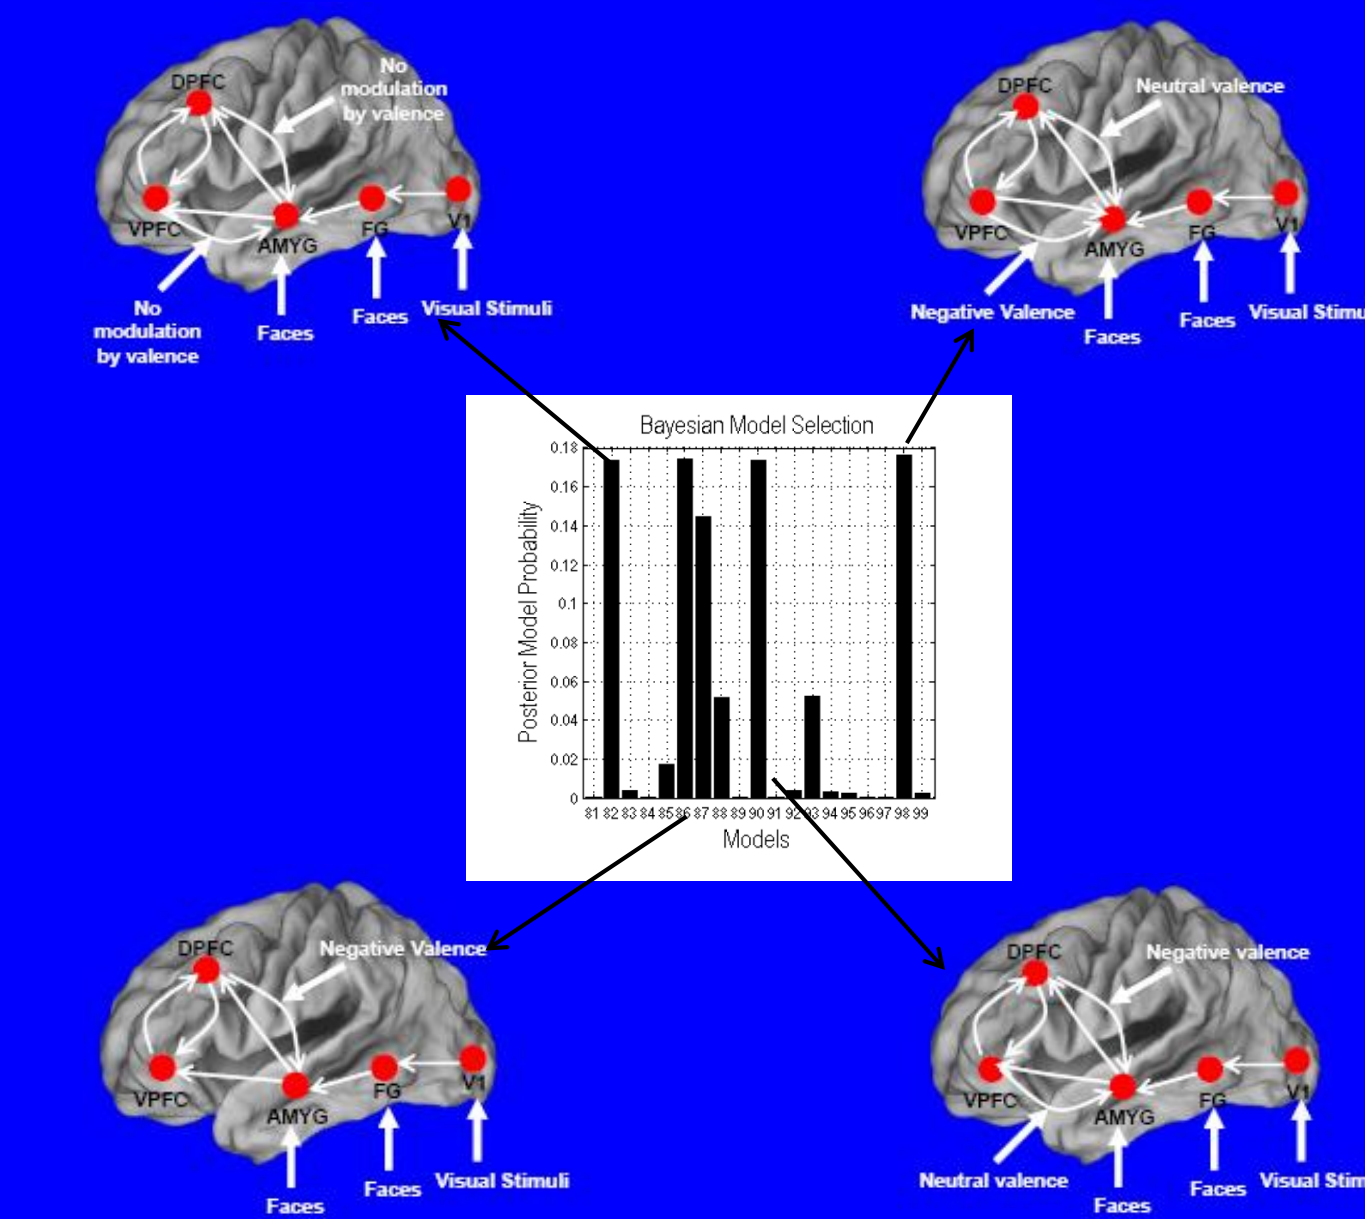 DPFC
No
modulation
by valence
VPFC
AMYG
FG
V1
No
modulation
by valence
Faces
Faces
Visual Stimuli
DPFC
Neutral valence
VPFC
AMYG
FG
V1
Negative Valence
Faces
Faces
Visual Stimu
Bayesian Model Selection
Posterior Model Probability
0.18
0.16
0.14
0.12
0.1
0.08
0.06
0.04
0.02
0
81 82 83 84 85 86 87 88 89 90 91 92 93 94 95 96 97 98 99
Models
DPFC
Negative Valence
VPFC
AMYG
FG
V1
Faces
Faces
Visual Stimuli
DPFC
Negative valence
VPFC
AMYG
FG
V1
Neutral valence
Faces
Faces
Visual Stim